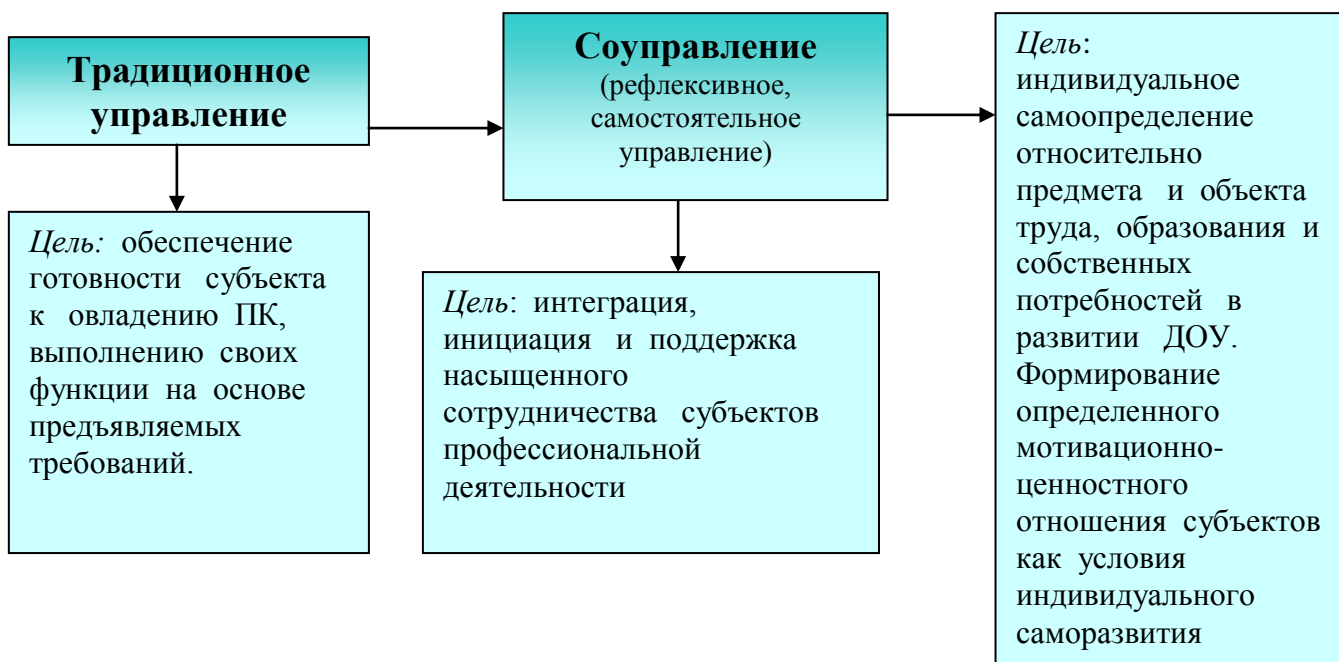 Традиционное
управление
Цель: обеспечение
готовности субъекта
к овладению ПК,
выполнению своих
функции на основе
предъявляемых
требований.
Соуправление
(рефлексивное,
самостоятельное
управление)
Цель: интеграция,
инициация и поддержка
насыщенного
сотрудничества субъектов
профессиональной
деятельности
Цель:
индивидуальное
самоопределение
относительно
предмета и объекта
труда, образования и
собственных
потребностей в
развитии ДОУ.
Формирование
определенного
мотивационно-
ценностного
отношения субъектов
как условия
индивидуального
саморазвития